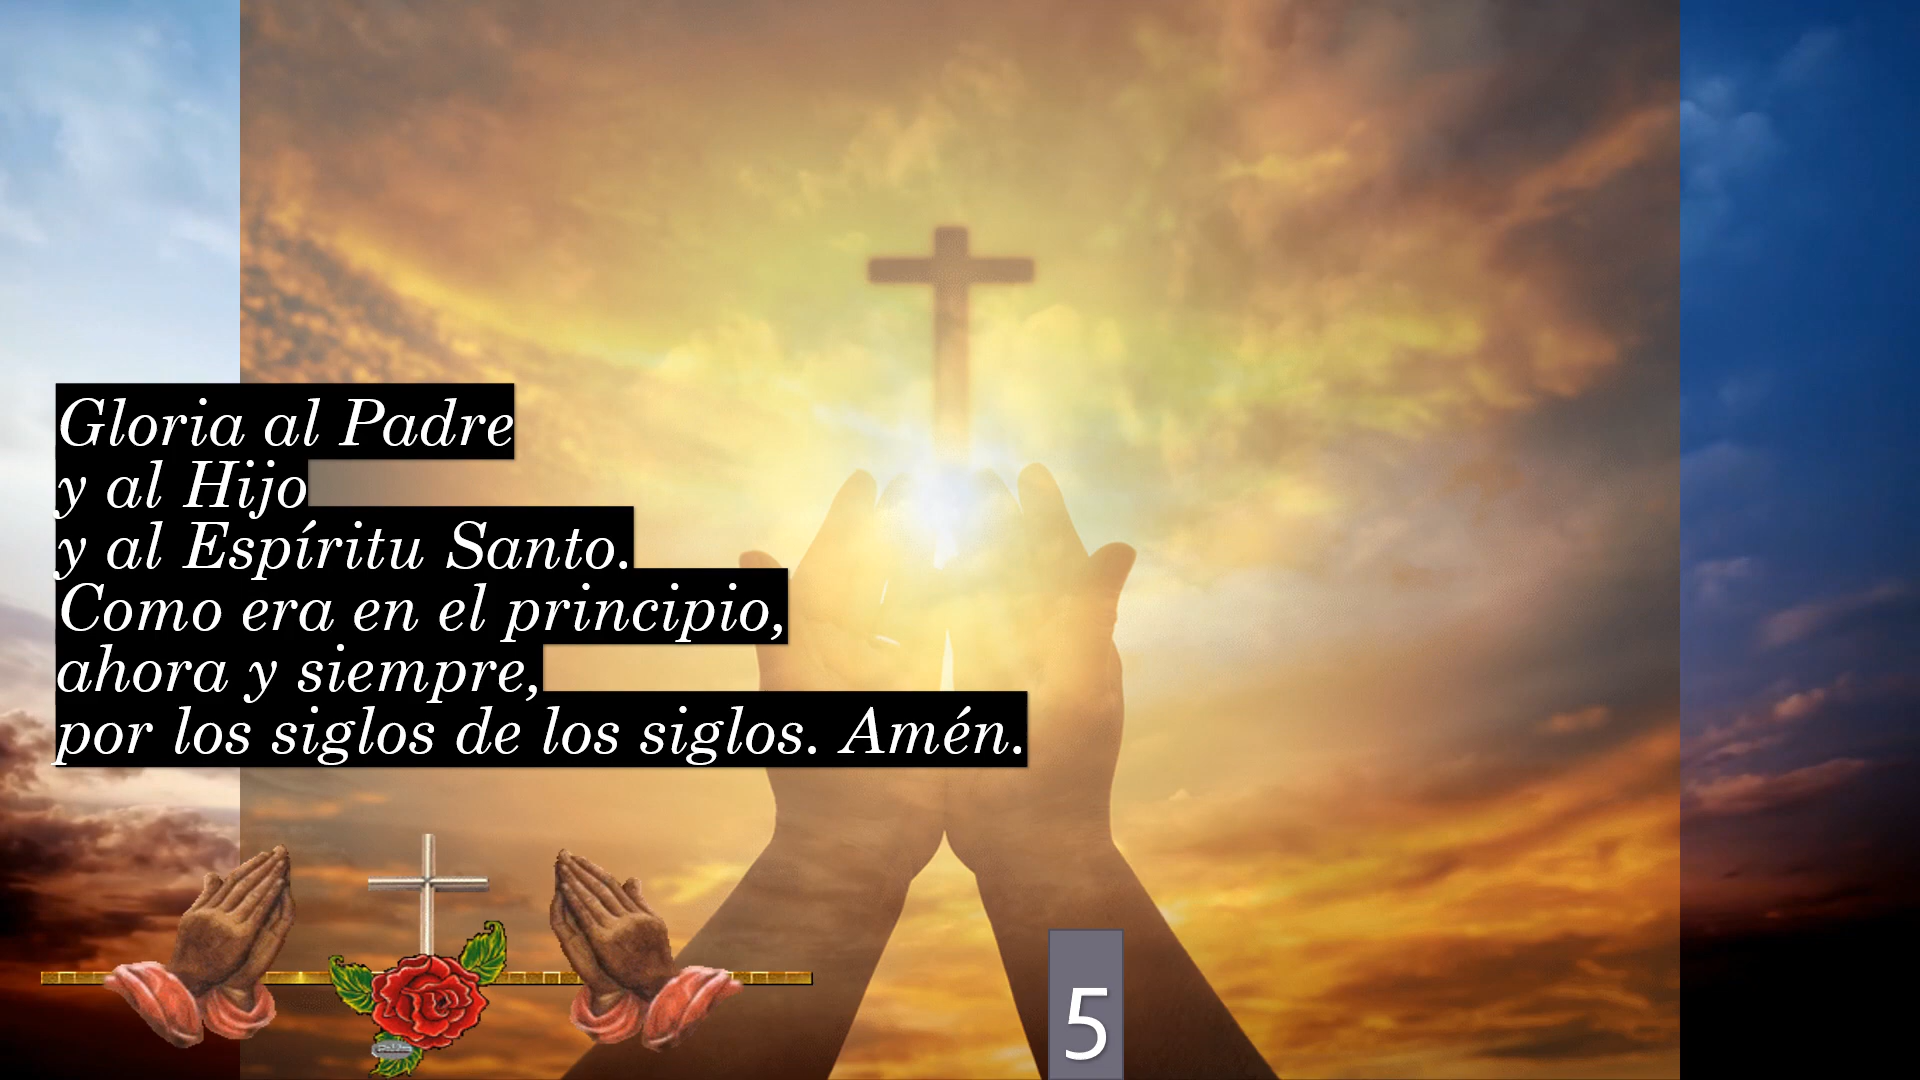 Gloria al Padre
y al Hijo
y al Espíritu Santo.
Como era en el principio,
ahora y siempre,
por los siglos de los siglos. Amén.
5